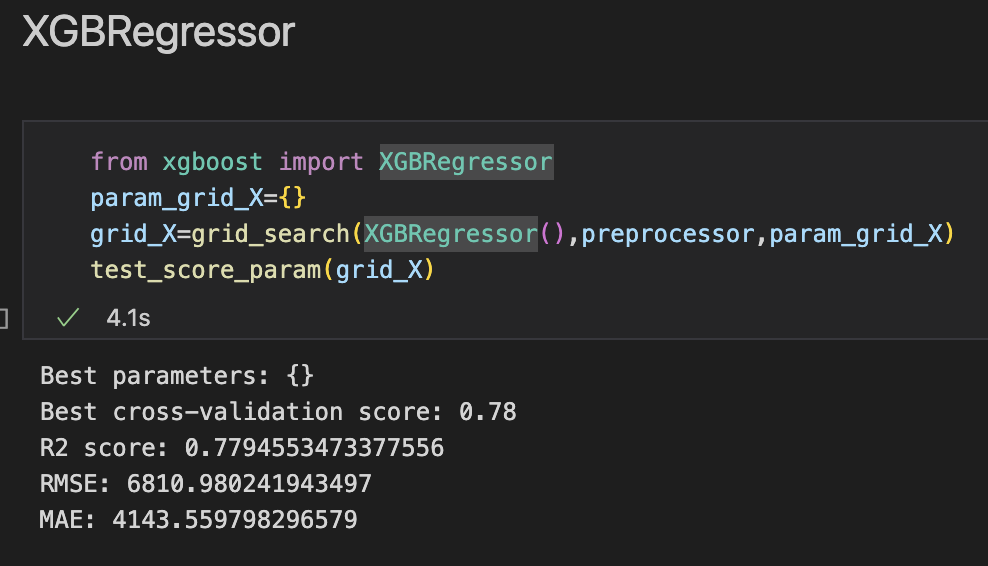 XGBRegressor
from xgboost import XGBRegressor
param_grid_X={}
grid_X=grid_search(XGBRegressor(),preprocessor,param_grid_X)
test_score_param(grid_X)
✓ 4.1s
Best parameters: {}
Best cross-validation score: 0.78
R2 score: 0.7794553473377556
RMSE: 6810.980241943497
MAE: 4143.559798296579